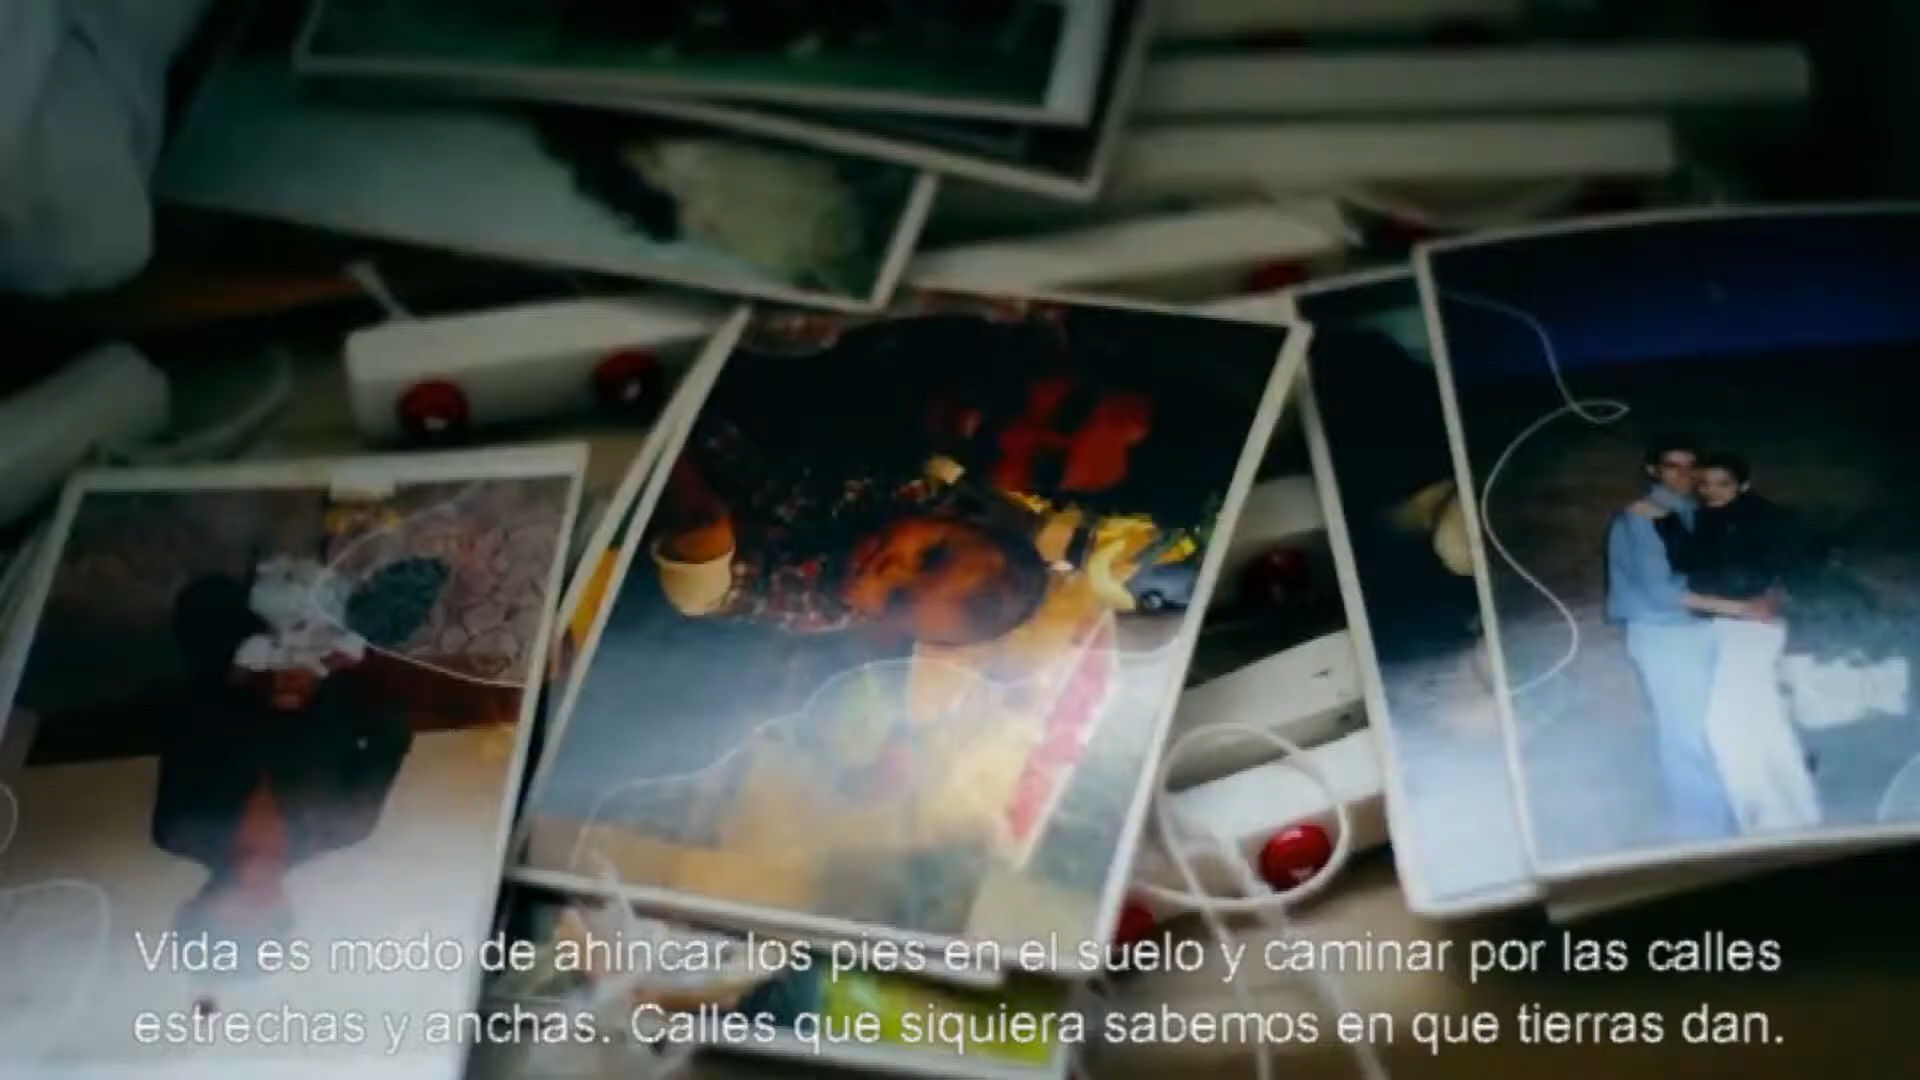 Vida es modo de ahincar los pies en el suelo y caminar por las calles
estrechas y anchas. Calles que siquiera sabemos en que tierras dan.